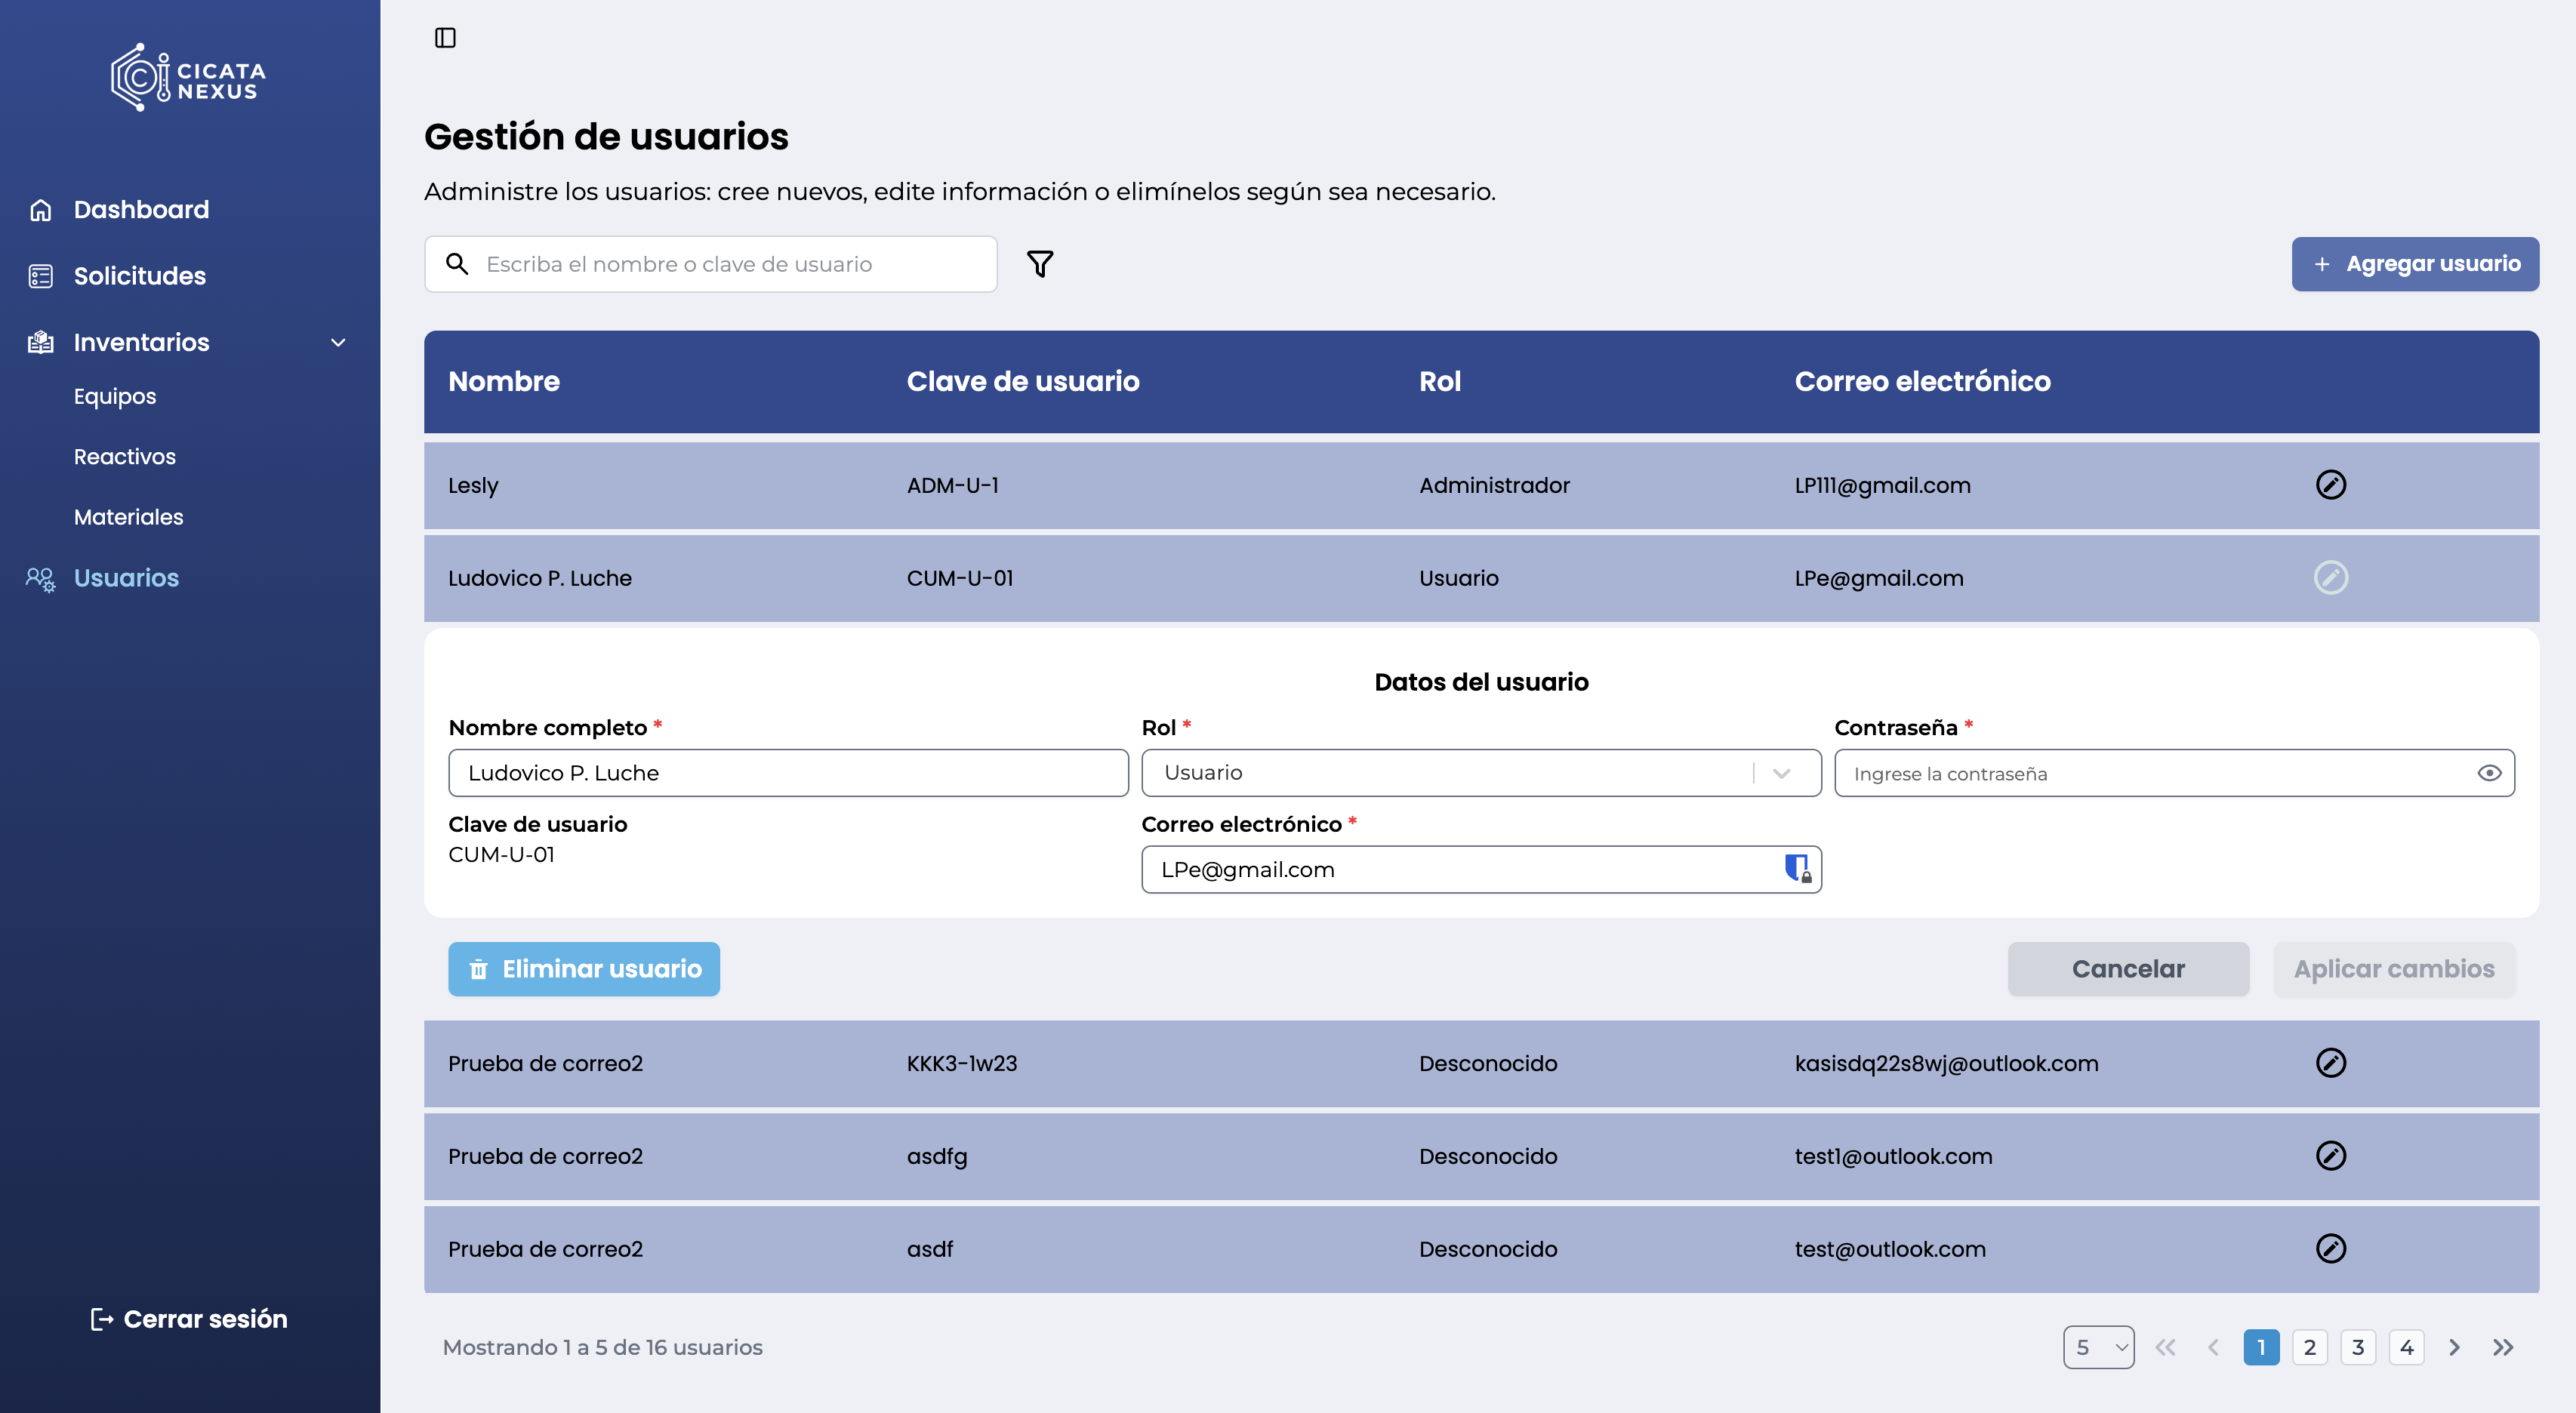 CICATA
NEXUS
Dashboard
Solicitudes
Inventarios
Equipos
Reactivos
Materiales
Usuarios
Cerrar sesión
Gestión de usuarios
Administre los usuarios: cree nuevos, edite información o elimínelos según sea necesario.
Escriba el nombre o clave de usuario
+ Agregar usuario
Nombre Clave de usuario Rol Correo electrónico
Lesly ADM-U-1 Administrador LP111@gmail.com
Ludovico P. Luche CUM-U-01 Usuario LPe@gmail.com
Datos del usuario
Nombre completo * Rol * Contraseña *
Ludovico P. Luche Usuario Ingrese la contraseña
Clave de usuario Correo electrónico *
CUM-U-01 LPe@gmail.com
Eliminar usuario Cancelar Aplicar cambios
Prueba de correo2 KKK3-1w23 Desconocido kasisdq22s8wj@outlook.com
Prueba de correo2 asdfg Desconocido test1@outlook.com
Prueba de correo2 asdf Desconocido test@outlook.com
Mostrando 1 a 5 de 16 usuarios 5 1 2 3 4